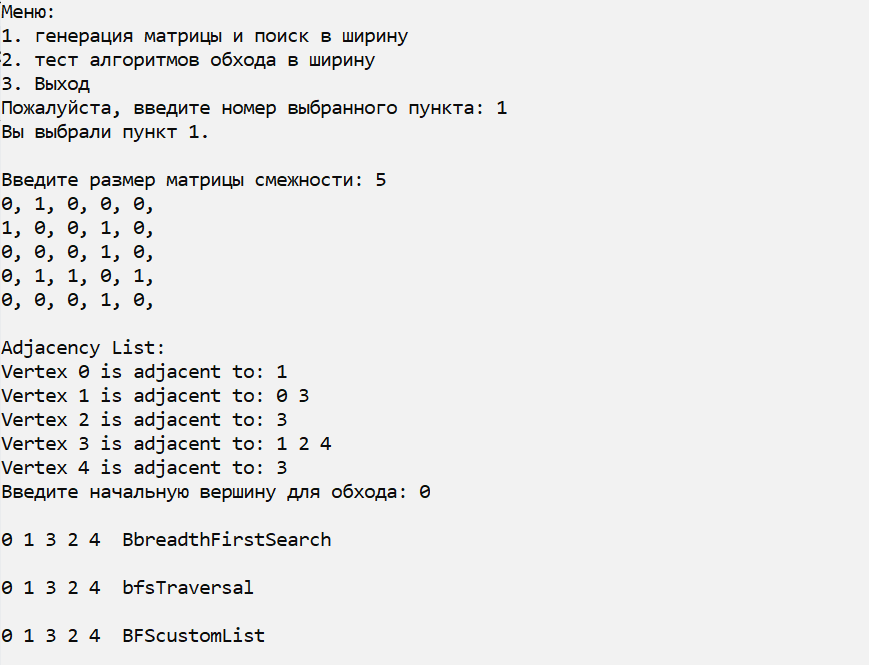 Меню:
1. генерация матрицы и поиск в ширину
2. тест алгоритмов обхода в ширину
3. Выход
Пожалуйста, введите номер выбранного пункта: 1
Вы выбрали пункт 1.
Введите размер матрицы смежности: 5
0, 1, 0, 0, 0,
1, 0, 0, 1, 0,
0, 0, 0, 1, 0,
0, 1, 1, 0, 1,
0, 0, 0, 1, 0,
Adjacency List:
Vertex 0 is adjacent to: 1
Vertex 1 is adjacent to: 0 3
Vertex 2 is adjacent to: 3
Vertex 3 is adjacent to: 1 2 4
Vertex 4 is adjacent to: 3
Введите начальную вершину для обхода: 0
0 1 3 2 4  BbreadthFirstSearch
0 1 3 2 4  bfsTraversal
0 1 3 2 4  BFScustomList